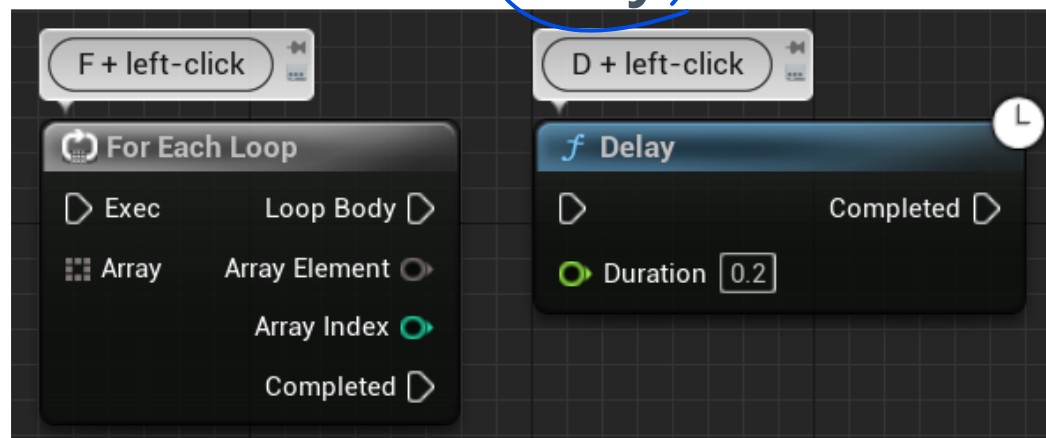 F + left-click
For Each Loop
Exec
Loop Body
Array
Array Element
Array Index
Completed
D + left-click
Delay
Completed
Duration 0.2